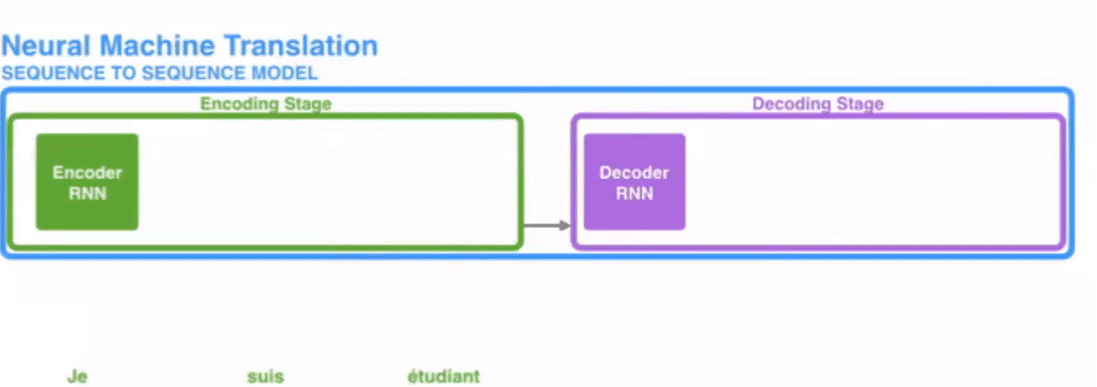 Neural Machine Translation
SEQUENCE TO SEQUENCE MODEL
Encoding Stage
Decoding Stage
Encoder
RNN
Decoder
RNN
Je suis étudiant